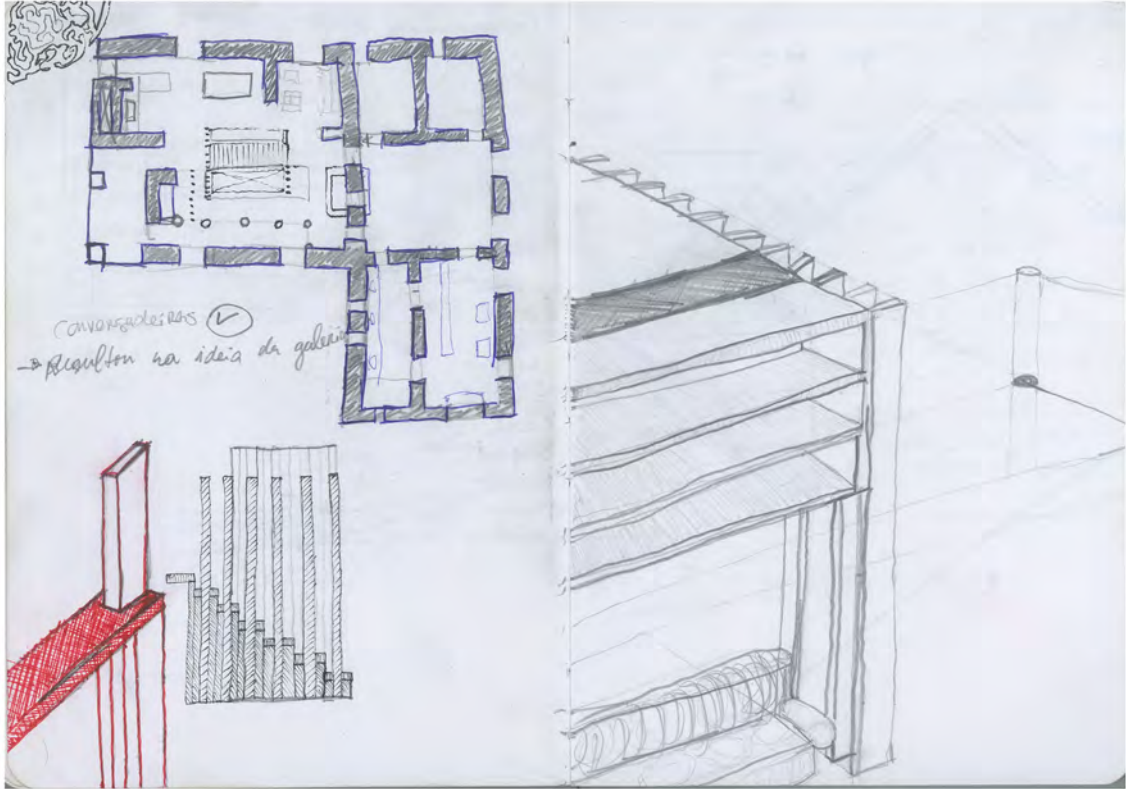 conversadeiras ✓
→ resultou na ideia da galeria